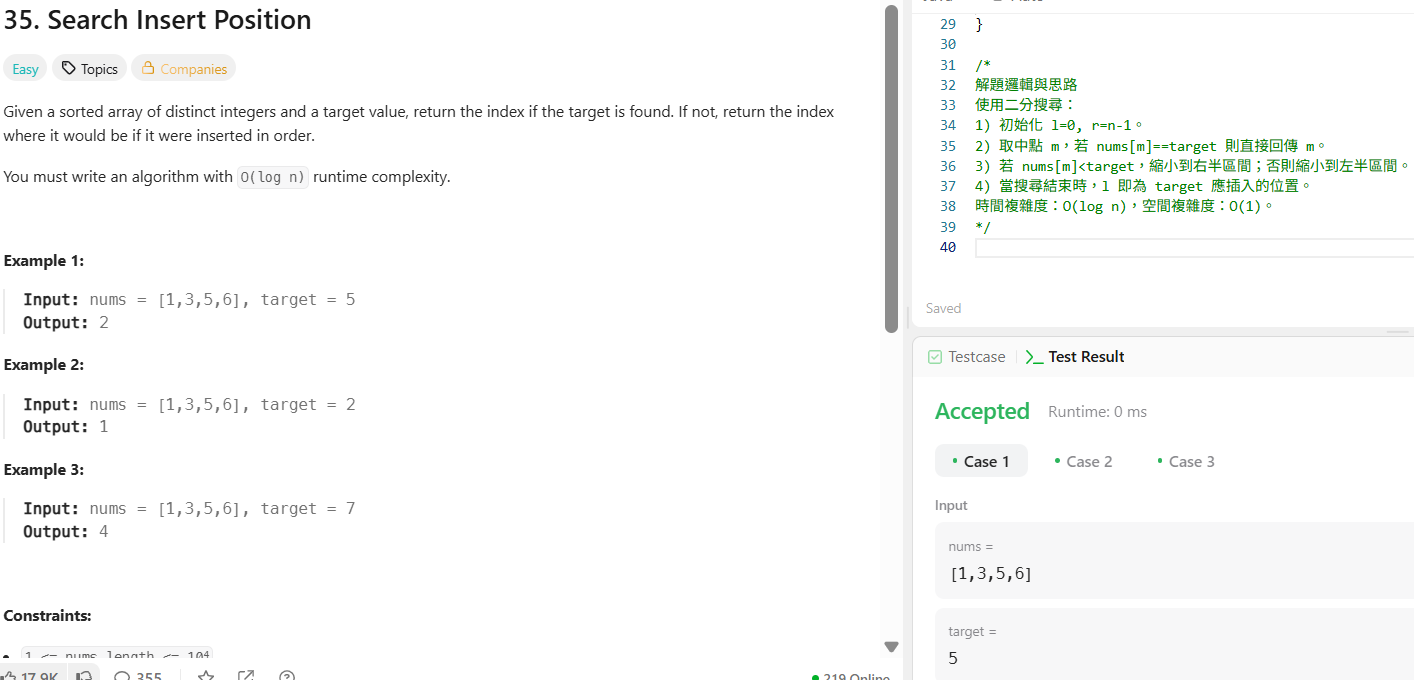 35. Search Insert Position
Easy
Topics
Companies
Given a sorted array of distinct integers and a target value, return the index if the target is found. If not, return the index
where it would be if it were inserted in order.
You must write an algorithm with O(log n) runtime complexity.
Example 1:
Input: nums = [1,3,5,6], target = 5
Output: 2
Example 2:
Input: nums = [1,3,5,6], target = 2
Output: 1
Example 3:
Input: nums = [1,3,5,6], target = 7
Output: 4
Constraints:
1 <= nums.length <= 10⁴
17.9K
355
219 Online
29 }
30
31 /*
32 解題邏輯與思路
33 使用二分搜尋：
34 1) 初始化 l=0, r=n-1。
35 2) 取中點 m，若 nums[m]==target 則直接回傳 m。
36 3) 若 nums[m]<target，縮小到右半區間；否則縮小到左半區間。
37 4) 當搜尋結束時，l 即為 target 應插入的位置。
38 時間複雜度：O(log n)，空間複雜度：O(1)。
39 */
40
Saved
Testcase
Test Result
Accepted
Runtime: 0 ms
Case 1
Case 2
Case 3
Input
nums =
[1,3,5,6]
target =
5